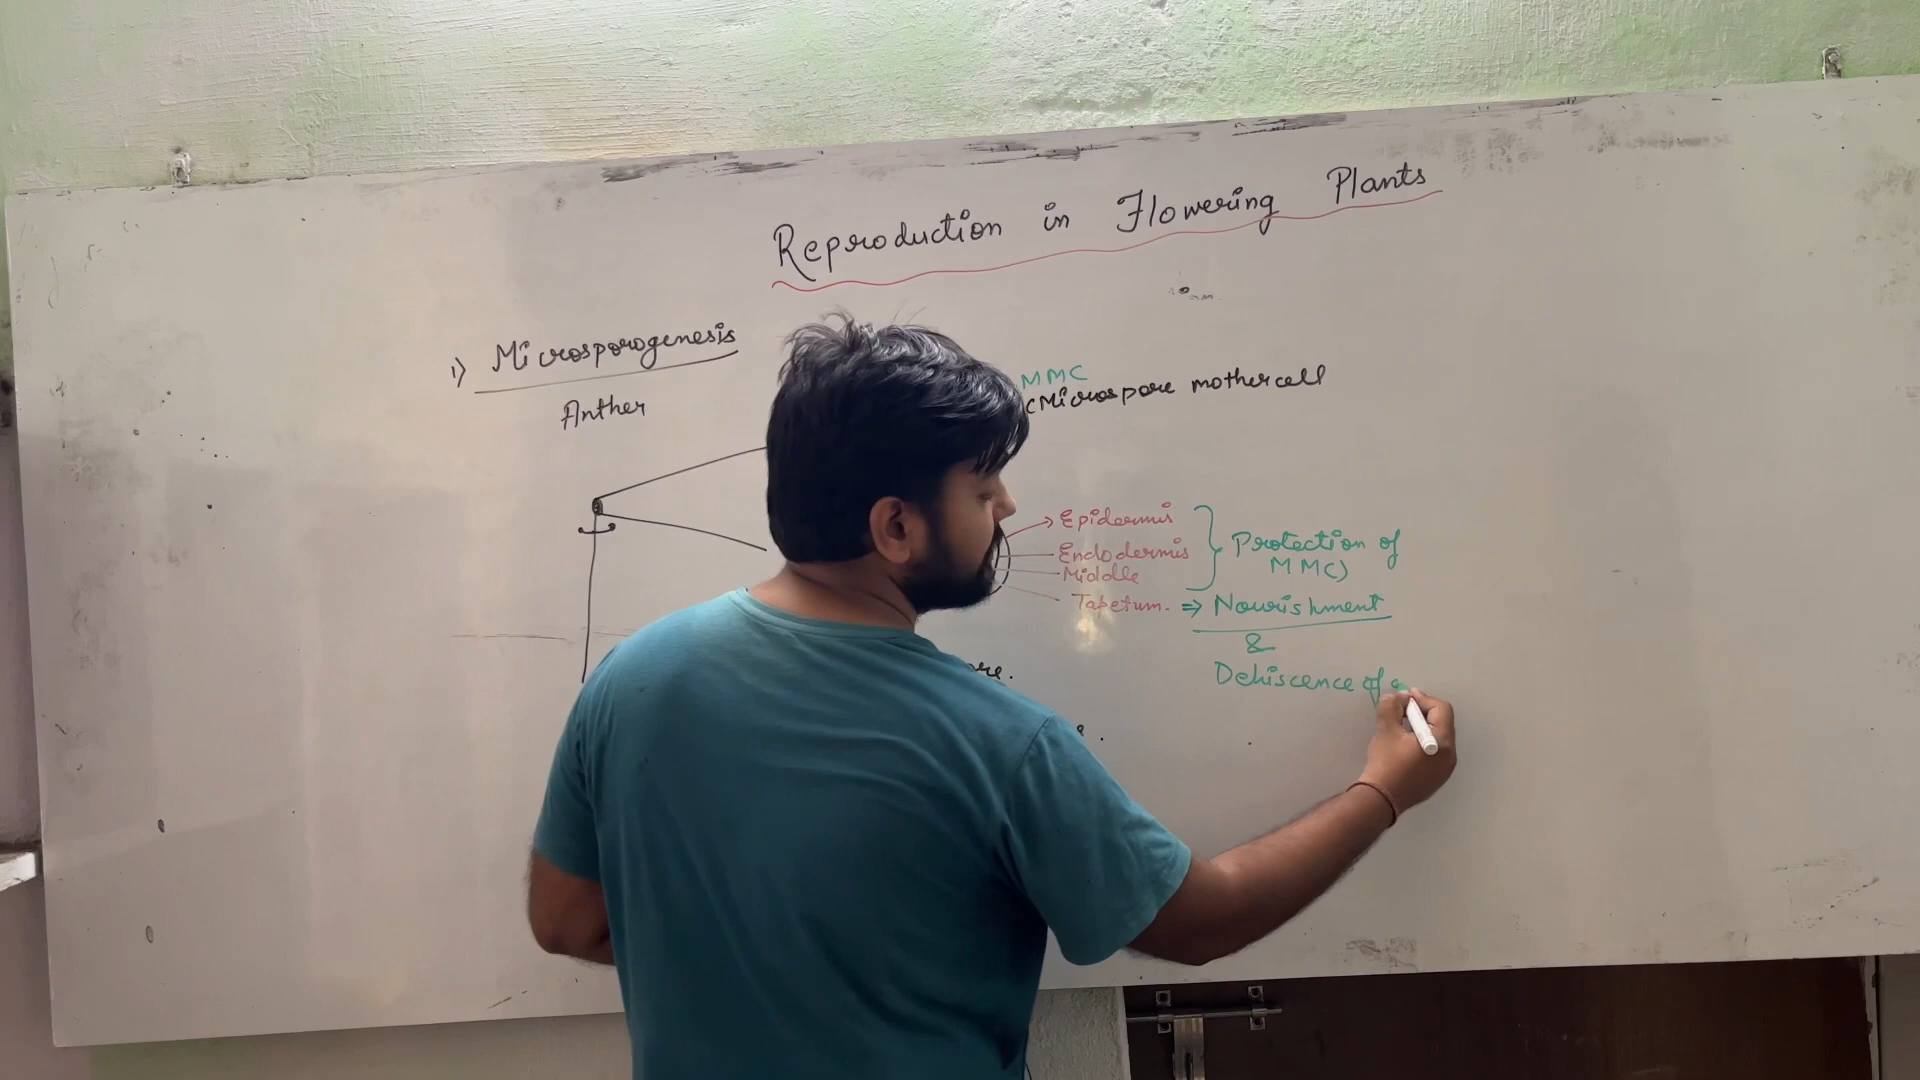 Reproduction in Flowering Plants
1) Microsporogenesis
Anther
MMC
(Microspore mothercell
Epidermis
Endodermis
Middle
Tapetum. ⇒ Nourishment
Protection of
MMC)
&
Dehiscence of